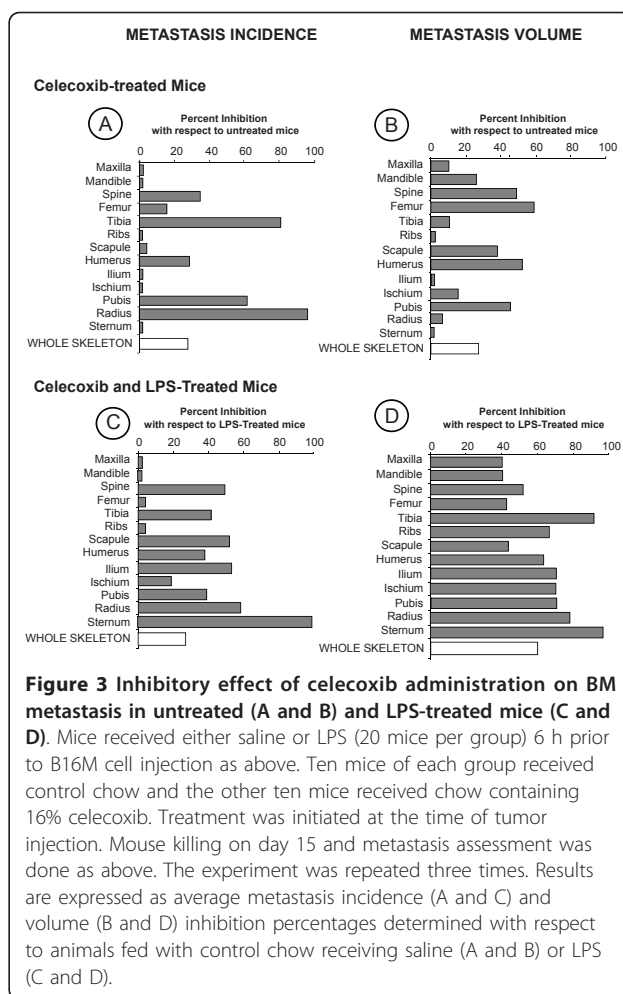 METASTASIS INCIDENCE
METASTASIS VOLUME
Celecoxib-treated Mice
A
Percent Inhibition
with respect to untreated mice
0 20 40 60 80 100
Maxilla
Mandible
Spine
Femur
Tibia
Ribs
Scapule
Humerus
Ilium
Ischium
Pubis
Radius
Sternum
WHOLE SKELETON
B
Percent Inhibition
with respect to untreated mice
0 20 40 60 80 100
Maxilla
Mandible
Spine
Femur
Tibia
Ribs
Scapule
Humerus
Ilium
Ischium
Pubis
Radius
Sternum
WHOLE SKELETON
Celecoxib and LPS-Treated Mice
C
Percent Inhibition
with respect to LPS-Treated mice
0 20 40 60 80 100
Maxilla
Mandible
Spine
Femur
Tibia
Ribs
Scapule
Humerus
Ilium
Ischium
Pubis
Radius
Sternum
WHOLE SKELETON
D
Percent Inhibition
with respect to LPS-Treated mice
0 20 40 60 80 100
Maxilla
Mandible
Spine
Femur
Tibia
Ribs
Scapule
Humerus
Ilium
Ischium
Pubis
Radius
Sternum
WHOLE SKELETON
Figure 3 Inhibitory effect of celecoxib administration on BM
metastasis in untreated (A and B) and LPS-treated mice (C and
D). Mice received either saline or LPS (20 mice per group) 6 h prior
to B16M cell injection as above. Ten mice of each group received
control chow and the other ten mice received chow containing
16% celecoxib. Treatment was initiated at the time of tumor
injection. Mouse killing on day 15 and metastasis assessment was
done as above. The experiment was repeated three times. Results
are expressed as average metastasis incidence (A and C) and
volume (B and D) inhibition percentages determined with respect
to animals fed with control chow receiving saline (A and B) or LPS
(C and D).